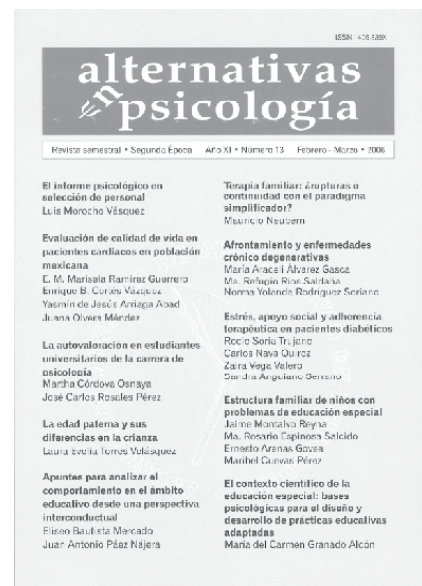 ISSN 405-339X
alternativas
en
psicología
Revista semestral • Segunda Época Año XI • Número 13 Febrero - Marzo • 2006
El informe psicológico en
selección de personal
Luis Morocho Vásquez
Evaluación de calidad de vida en
pacientes cardiacos en población
mexicana
E. M. Marisela Ramírez Guerrero
Enrique B. Cortés Vázquez
Yasmín de Jesús Arriaga Abad
Juana Olvera Méndez
La autovaloración en estudiantes
universitarios de la carrera de
psicología
Martha Córdova Osnaya
José Carlos Rosales Pérez
La edad paterna y sus
diferencias en la crianza
Laura Evelia Torres Velásquez
Apuntes para analizar el
comportamiento en el ámbito
educativo desde una perspectiva
interconductual
Eliseo Bautista Mercado
Juan Antonio Páez Nájera
Terapia familiar: ¿rupturas o
continuidad con el paradigma
simplificador?
Mauricio Neubern
Afrontamiento y enfermedades
crónico degenerativas
María Araceli Álvarez Gasca
Ma. Refugio Ríos Saldaña
Norma Yolanda Rodríguez Soriano
Estrés, apoyo social y adherencia
terapéutica en pacientes diabéticos
Rocío Soria Trujano
Carlos Nava Quiroz
Zaira Vega Valero
Sandra Anguiano Serrano
Estructura familiar de niños con
problemas de educación especial
Jaime Montalvo Reyna
Ma. Rosario Espinosa Salcido
Ernesto Arenas Govea
Maribel Cuevas Pérez
El contexto científico de la
educación especial: bases
psicológicas para el diseño y
desarrollo de prácticas educativas
adaptadas
María del Carmen Granado Alcón